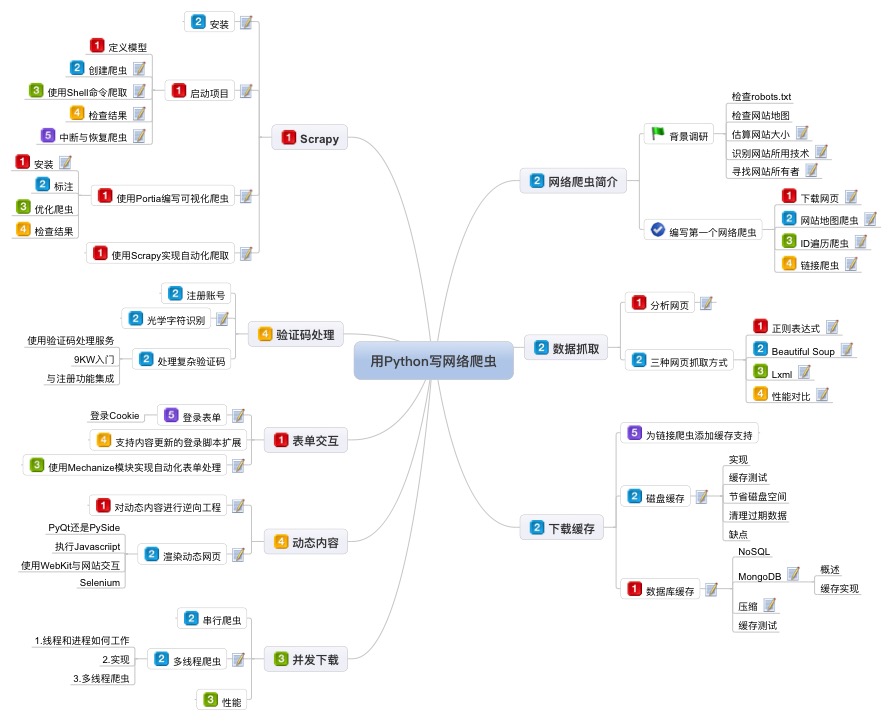 用Python写网络爬虫
2 网络爬虫简介
背景调研
检查robots.txt
检查网站地图
估算网站大小
识别网站所用技术
寻找网站所有者
编写第一个网络爬虫
1 下载网页
2 网站地图爬虫
3 ID遍历爬虫
4 链接爬虫
2 数据抓取
1 分析网页
2 三种网页抓取方式
1 正则表达式
2 Beautiful Soup
3 Lxml
4 性能对比
2 下载缓存
5 为链接爬虫添加缓存支持
2 磁盘缓存
实现
缓存测试
节省磁盘空间
清理过期数据
缺点
1 数据库缓存
NoSQL
MongoDB
概述
缓存实现
压缩
缓存测试
1 Scrapy
2 安装
1 启动项目
1 定义模型
2 创建爬虫
3 使用Shell命令爬取
4 检查结果
5 中断与恢复爬虫
1 使用Portia编写可视化爬虫
1 安装
2 标注
3 优化爬虫
4 检查结果
1 使用Scrapy实现自动化爬取
4 验证码处理
2 注册账号
2 光学字符识别
2 处理复杂验证码
使用验证码处理服务
9KW入门
与注册功能集成
1 表单交互
5 登录表单
登录Cookie
4 支持内容更新的登录脚本扩展
3 使用Mechanize模块实现自动化表单处理
4 动态内容
1 对动态内容进行逆向工程
2 渲染动态网页
PyQt还是PySide
执行Javascriipt
使用WebKit与网站交互
Selenium
3 并发下载
2 串行爬虫
2 多线程爬虫
1.线程和进程如何工作
2.实现
3.多线程爬虫
3 性能